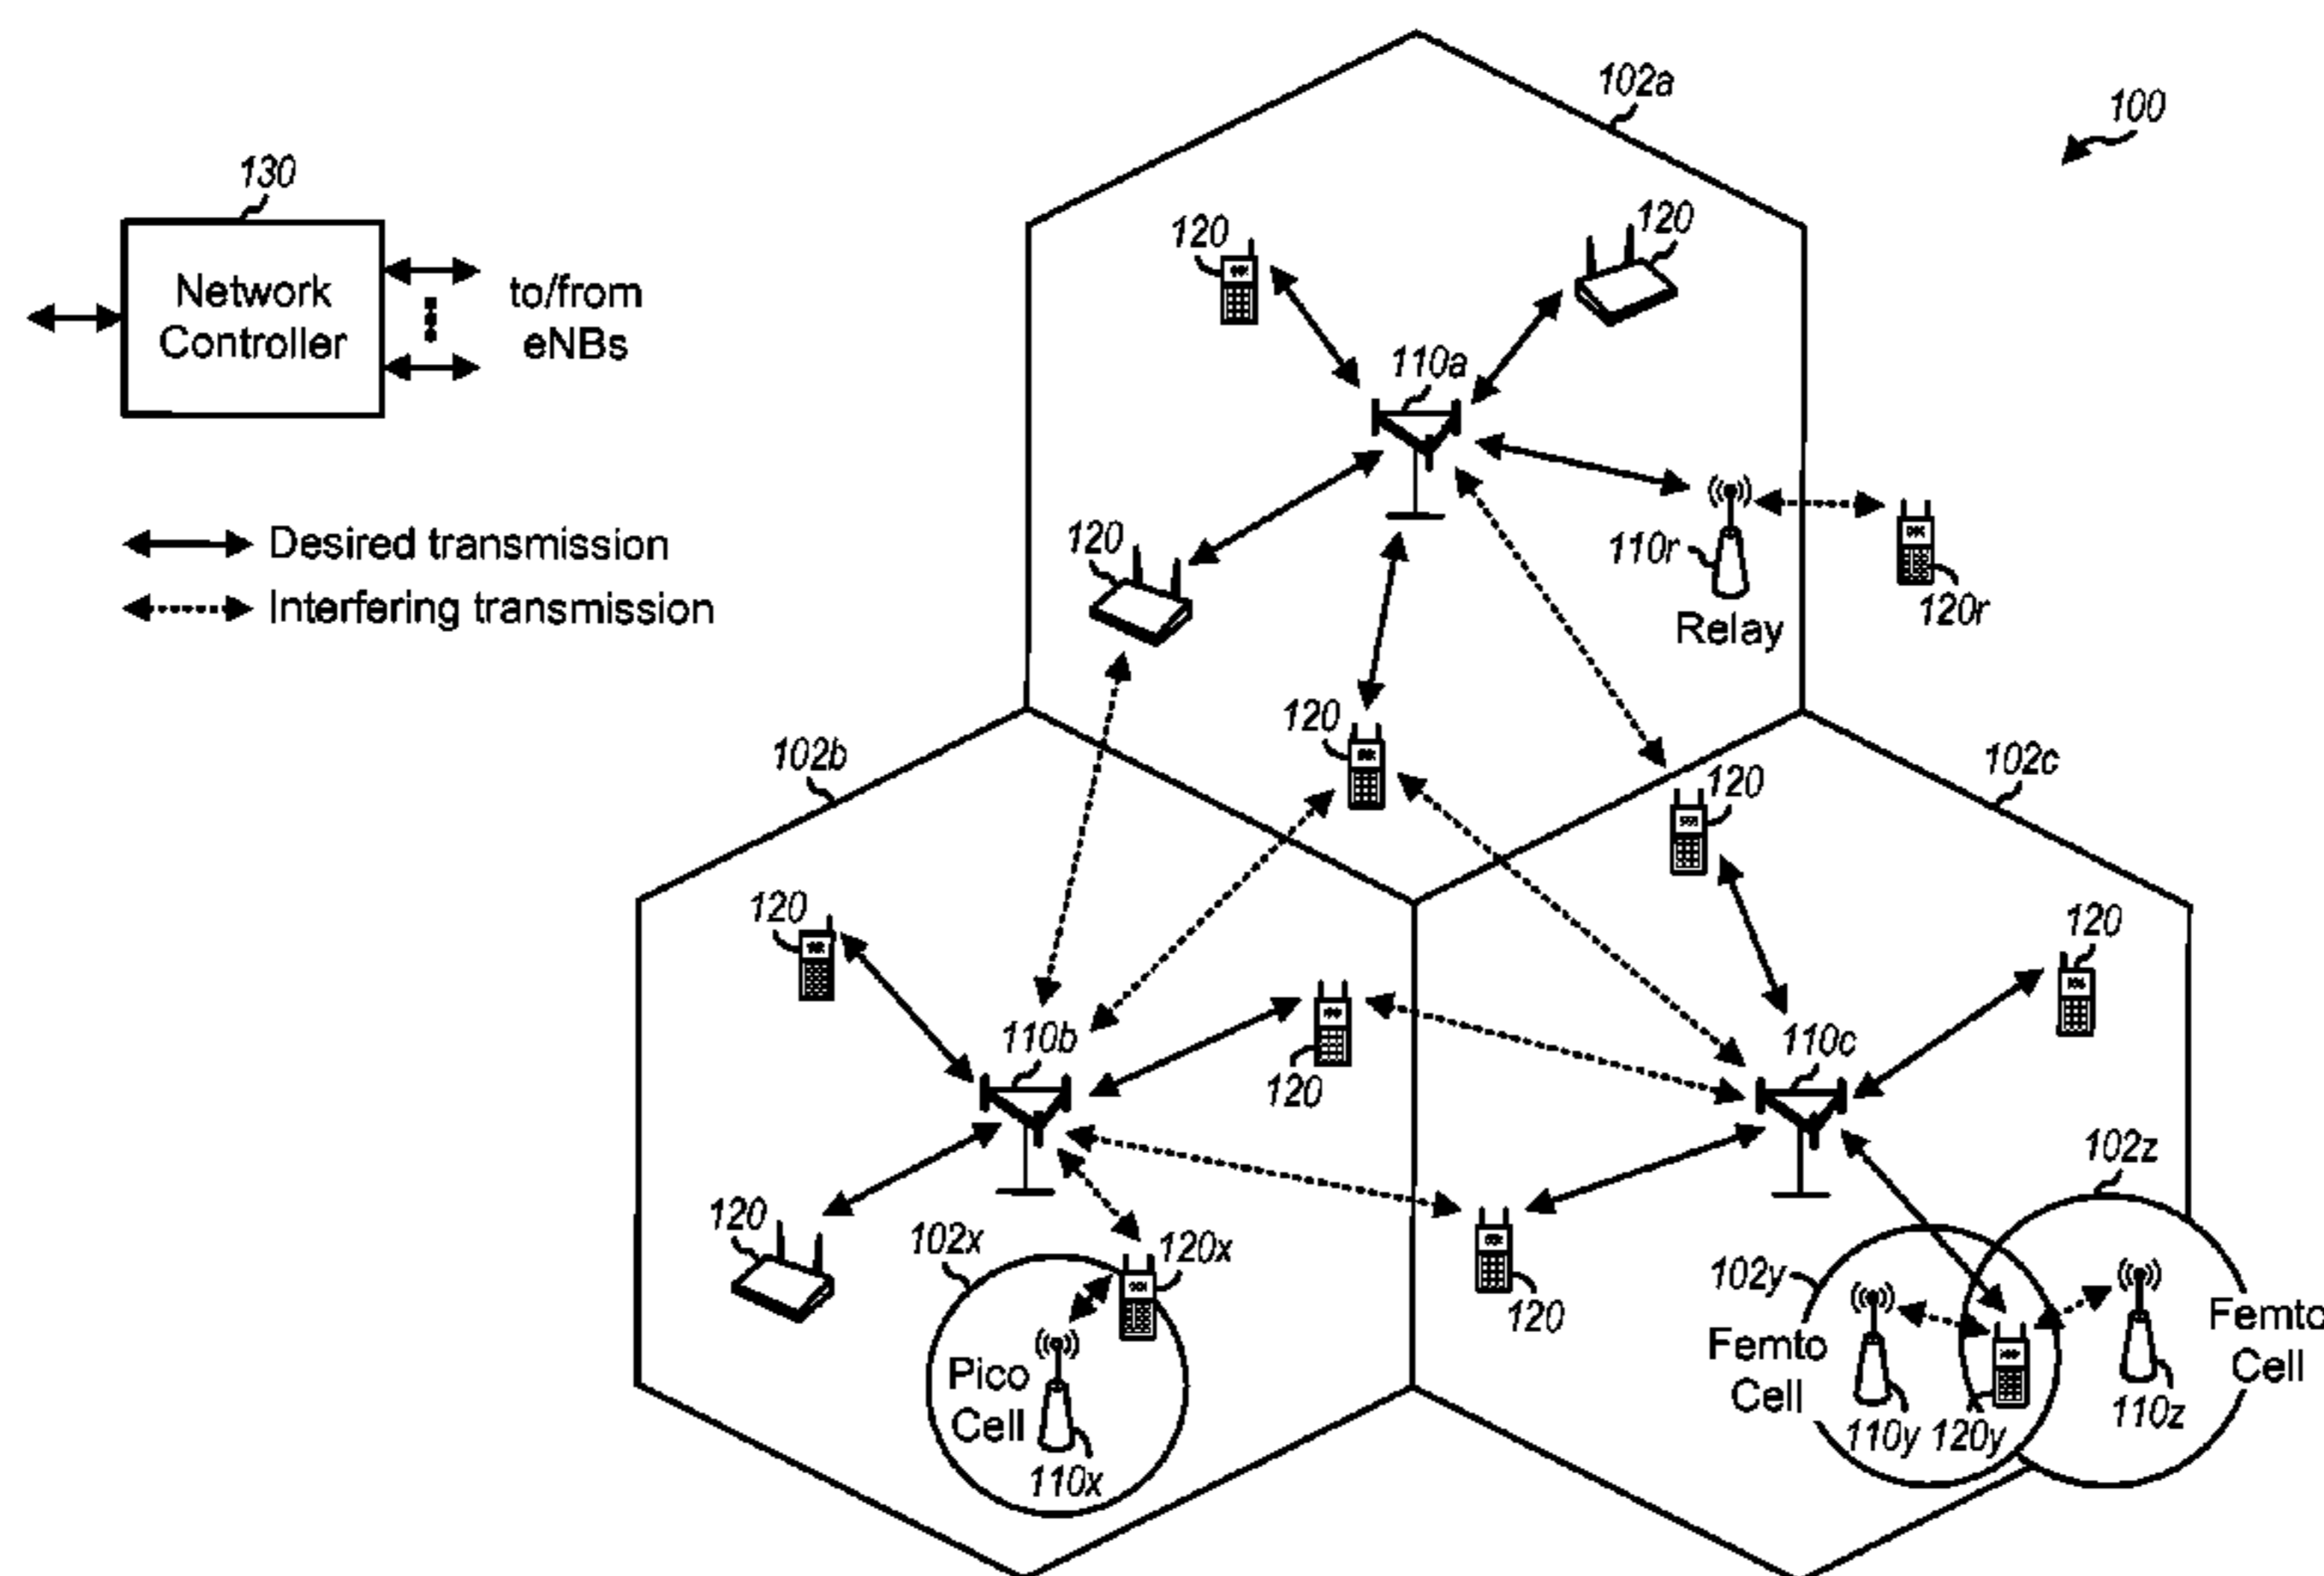 102a
100
130
120
120
Network
Controller
to/from
eNBs
110a
Desired transmission
Interfering transmission
120
110r
120r
Relay
120
102b
120
102c
120
120
110b
110c
120
102z
120
102x
120x
102y
120
Femto
Cell
Femto
Cell
Pico
Cell
110y
120y
110z
110x